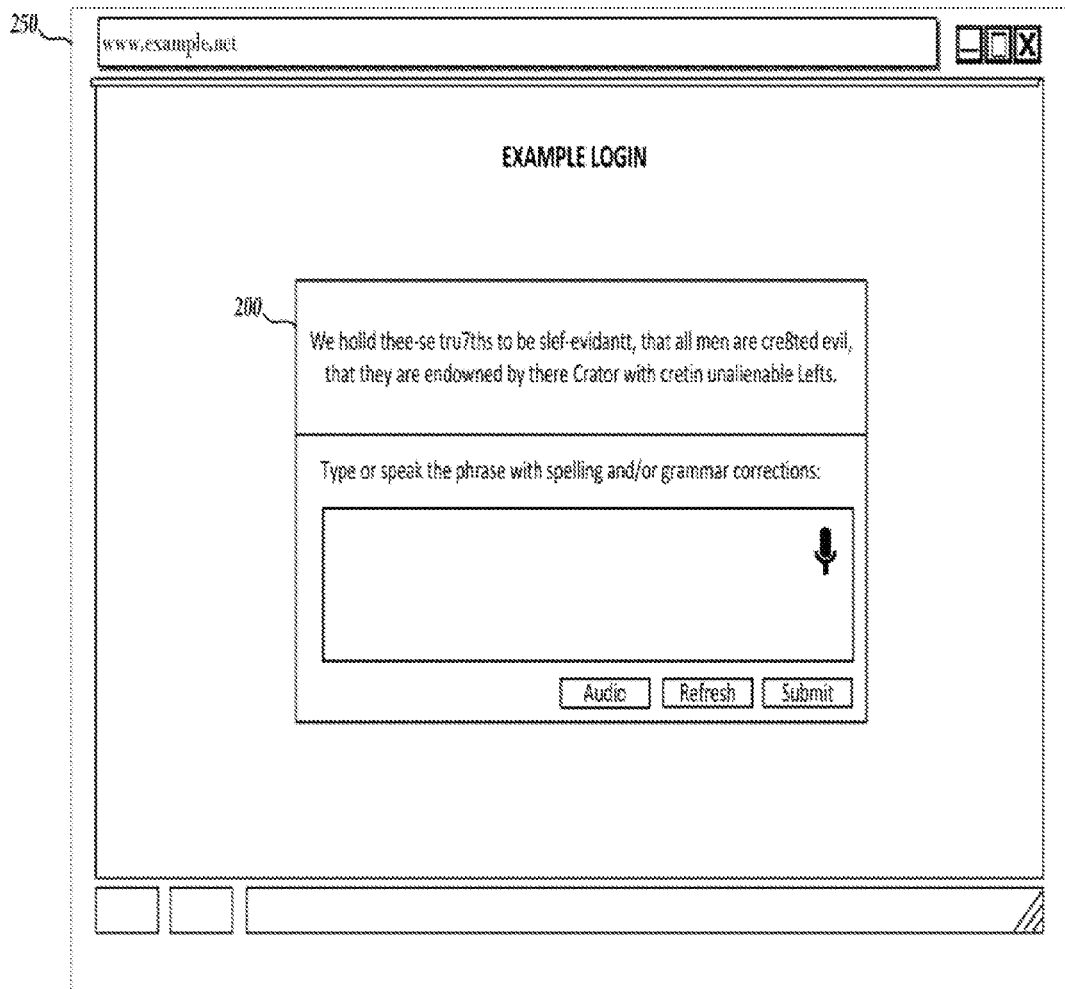 250
www.example.net
X
EXAMPLE LOGIN
200
We holld thee-se tru7ths to be slef-evidantt, that all men are cre8ted evil,
that they are endowned by there Crator with cretin unalienable Lefts.
Type or speak the phrase with spelling and/or grammar corrections:
Audio Refresh Submit